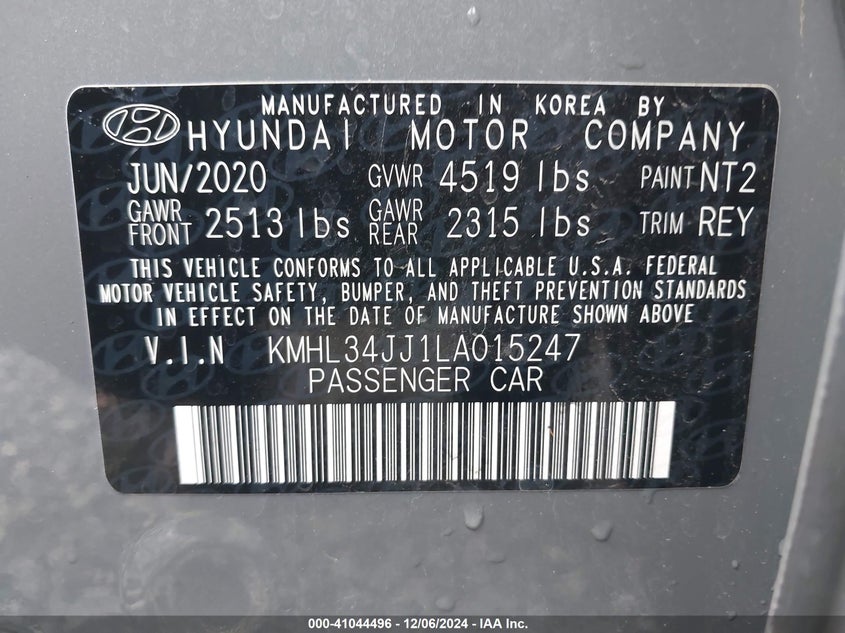 MANUFACTURED IN KOREA BY
HYUNDAI MOTOR COMPANY
JUN/2020 GVWR 4519 lbs PAINT NT2
GAWR FRONT 2513 lbs GAWR REAR 2315 lbs TRIM REY
THIS VEHICLE CONFORMS TO ALL APPLICABLE U.S.A. FEDERAL
MOTOR VEHICLE SAFETY, BUMPER, AND THEFT PREVENTION STANDARDS
IN EFFECT ON THE DATE OF MANUFACTURE SHOWN ABOVE
V.I.N KMHL34JJ1LA015247
PASSENGER CAR
000-41044496 - 12/06/2024 - IAA Inc.